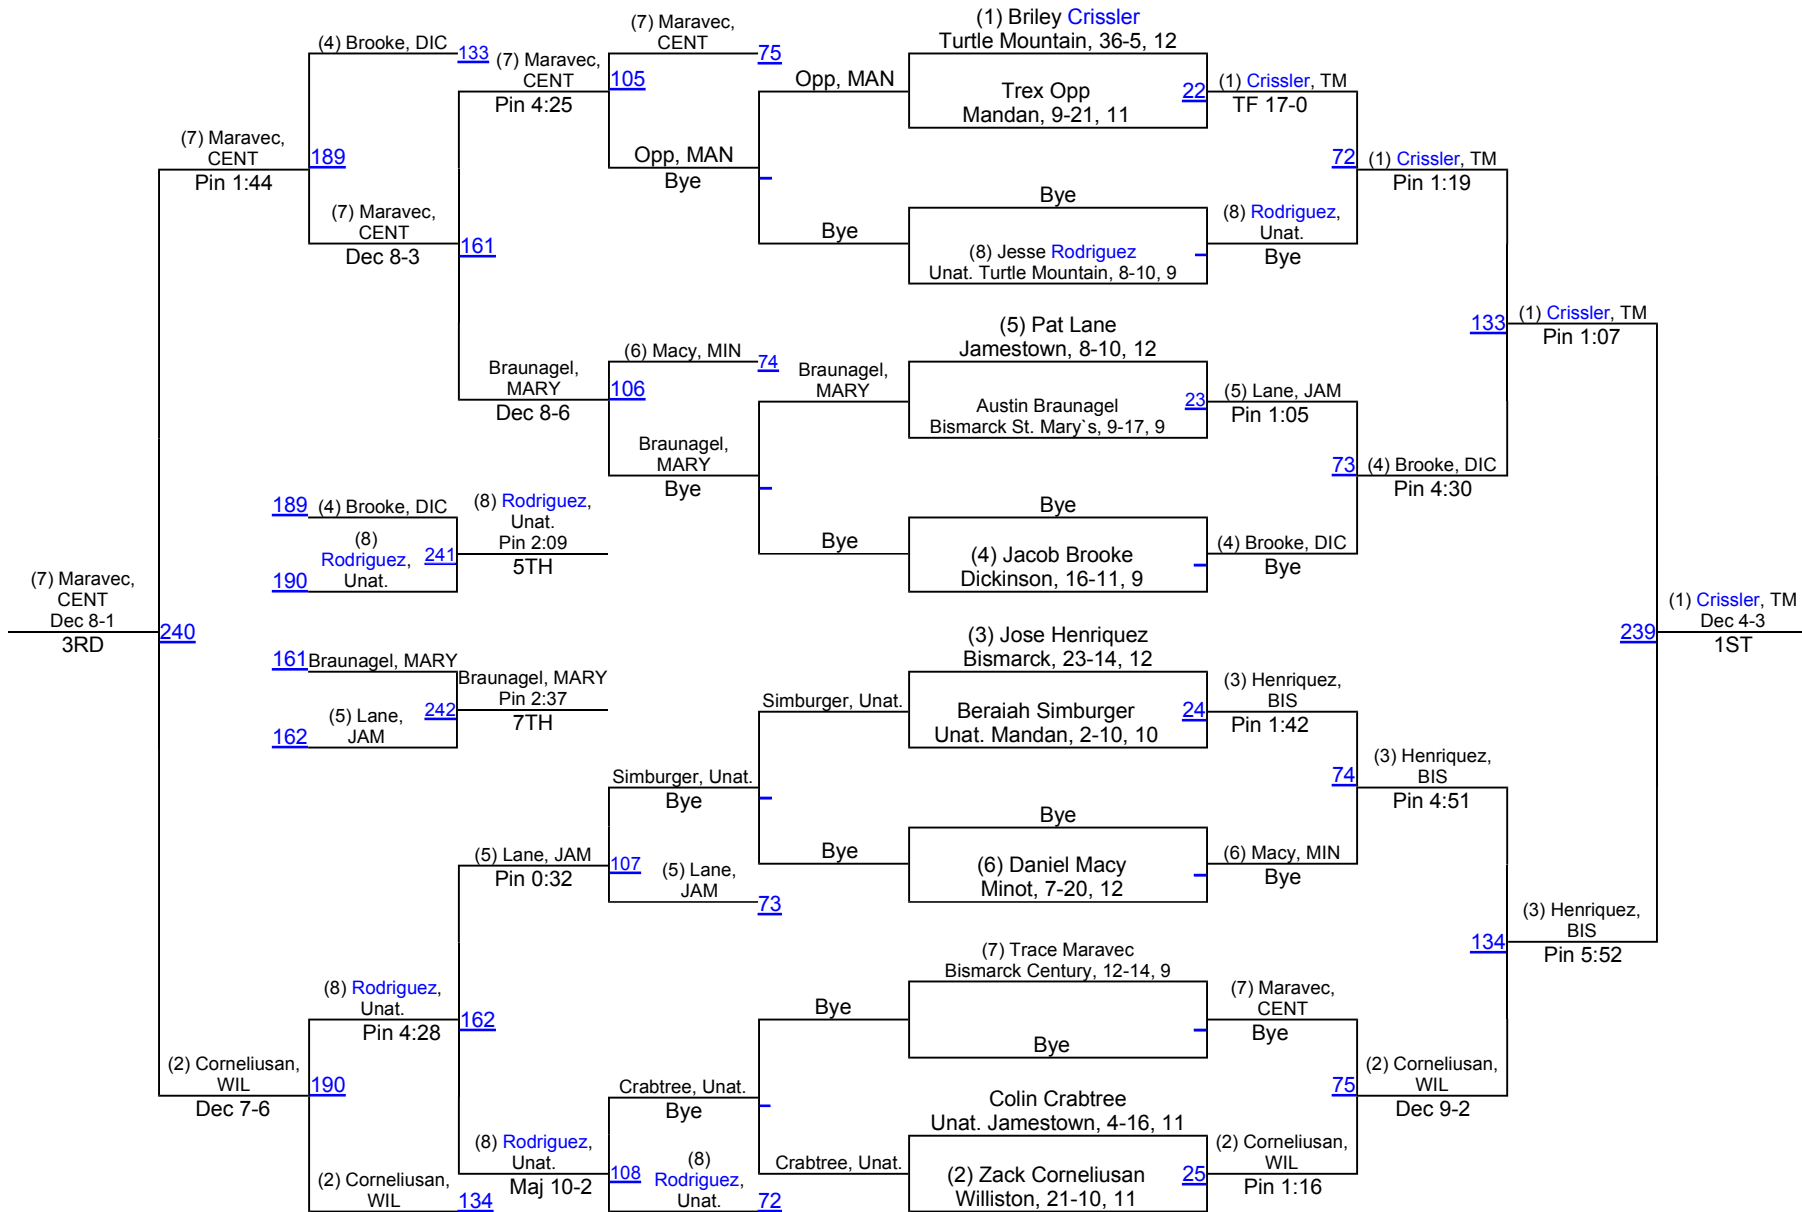 (1) Briley Crissler
Turtle Mountain, 36-5, 12
Trex Opp
Mandan, 9-21, 11
22
Bye
(8) Jesse Rodriguez
Unat. Turtle Mountain, 8-10, 9
(5) Pat Lane
Jamestown, 8-10, 12
Austin Braunagel
Bismarck St. Mary`s, 9-17, 9
23
Bye
(4) Jacob Brooke
Dickinson, 16-11, 9
(3) Jose Henriquez
Bismarck, 23-14, 12
Beraiah Simburger
Unat. Mandan, 2-10, 10
24
Bye
(6) Daniel Macy
Minot, 7-20, 12
(7) Trace Maravec
Bismarck Century, 12-14, 9
Bye
Colin Crabtree
Unat. Jamestown, 4-16, 11
(2) Zack Corneliusan
Williston, 21-10, 11
25
(1) Crissler, TM
TF 17-0
72
(8) Rodriguez,
Unat.
Bye
(5) Lane, JAM
Pin 1:05
73
(4) Brooke, DIC
Bye
(3) Henriquez,
BIS
Pin 1:42
74
(6) Macy, MIN
Bye
(7) Maravec,
CENT
Bye
75
(2) Corneliusan,
WIL
Pin 1:16
(1) Crissler, TM
Pin 1:19
133
(4) Brooke, DIC
Pin 4:30
(3) Henriquez,
BIS
Pin 4:51
134
(2) Corneliusan,
WIL
Dec 9-2
(1) Crissler, TM
Pin 1:07
239
(3) Henriquez,
BIS
Pin 5:52
(1) Crissler, TM
Dec 4-3
1ST
Opp, MAN
Bye
Braunagel,
MARY
Bye
Simburger, Unat.
Bye
Bye
Crabtree, Unat.
(7) Maravec,
CENT
75
105
Opp, MAN
Bye
(6) Macy, MIN
74
106
Braunagel,
MARY
Bye
Simburger, Unat.
Bye
107
(5) Lane,
JAM
73
Crabtree, Unat.
Bye
108
(8)
Rodriguez,
Unat.
72
(7) Maravec,
CENT
Pin 4:25
161
Braunagel,
MARY
Dec 8-6
(5) Lane, JAM
Pin 0:32
162
(8) Rodriguez,
Unat.
Maj 10-2
(4) Brooke, DIC
133
189
(7) Maravec,
CENT
Dec 8-3
(8) Rodriguez,
Unat.
Pin 4:28
190
(2) Corneliusan,
WIL
134
(7) Maravec,
CENT
Pin 1:44
240
(2) Corneliusan,
WIL
Dec 7-6
(7) Maravec,
CENT
Dec 8-1
3RD
189
(4) Brooke, DIC
(8)
Rodriguez,
Unat.
190
241
(8) Rodriguez,
Unat.
Pin 2:09
5TH
161
Braunagel, MARY
(5) Lane,
JAM
162
242
Braunagel, MARY
Pin 2:37
7TH